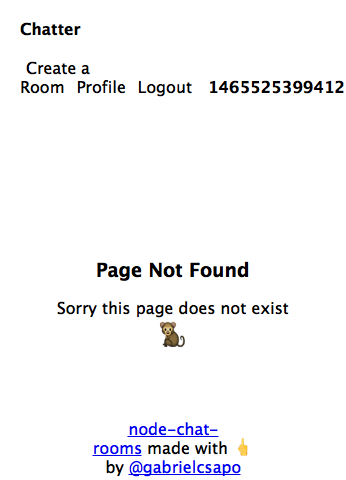 Chatter
Create a
Room Profile Logout 1465525399412
Page Not Found
Sorry this page does not exist
🐒
node-chat-
rooms made with 👆
by @gabrielcsapo